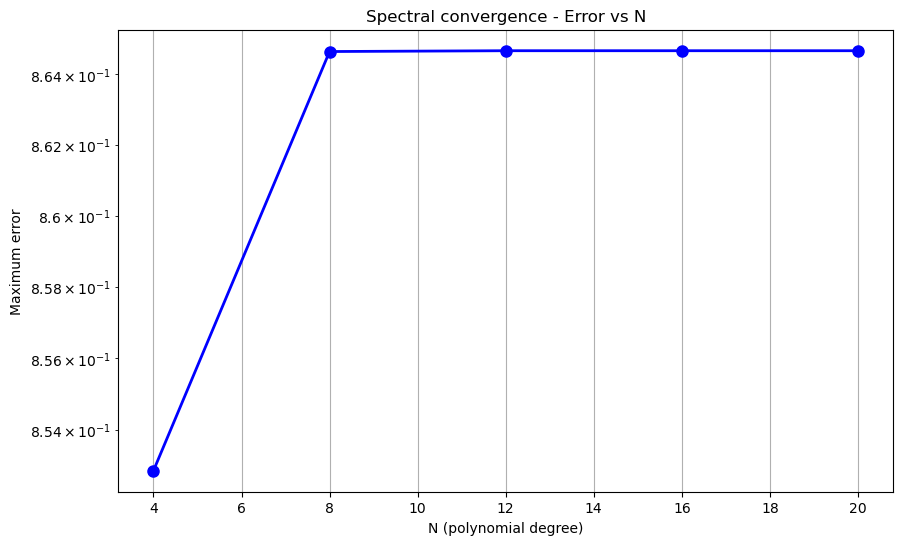 Spectral convergence - Error vs N
Maximum error
8.64 × 10⁻¹
8.62 × 10⁻¹
8.6 × 10⁻¹
8.58 × 10⁻¹
8.56 × 10⁻¹
8.54 × 10⁻¹
4 6 8 10 12 14 16 18 20
N (polynomial degree)